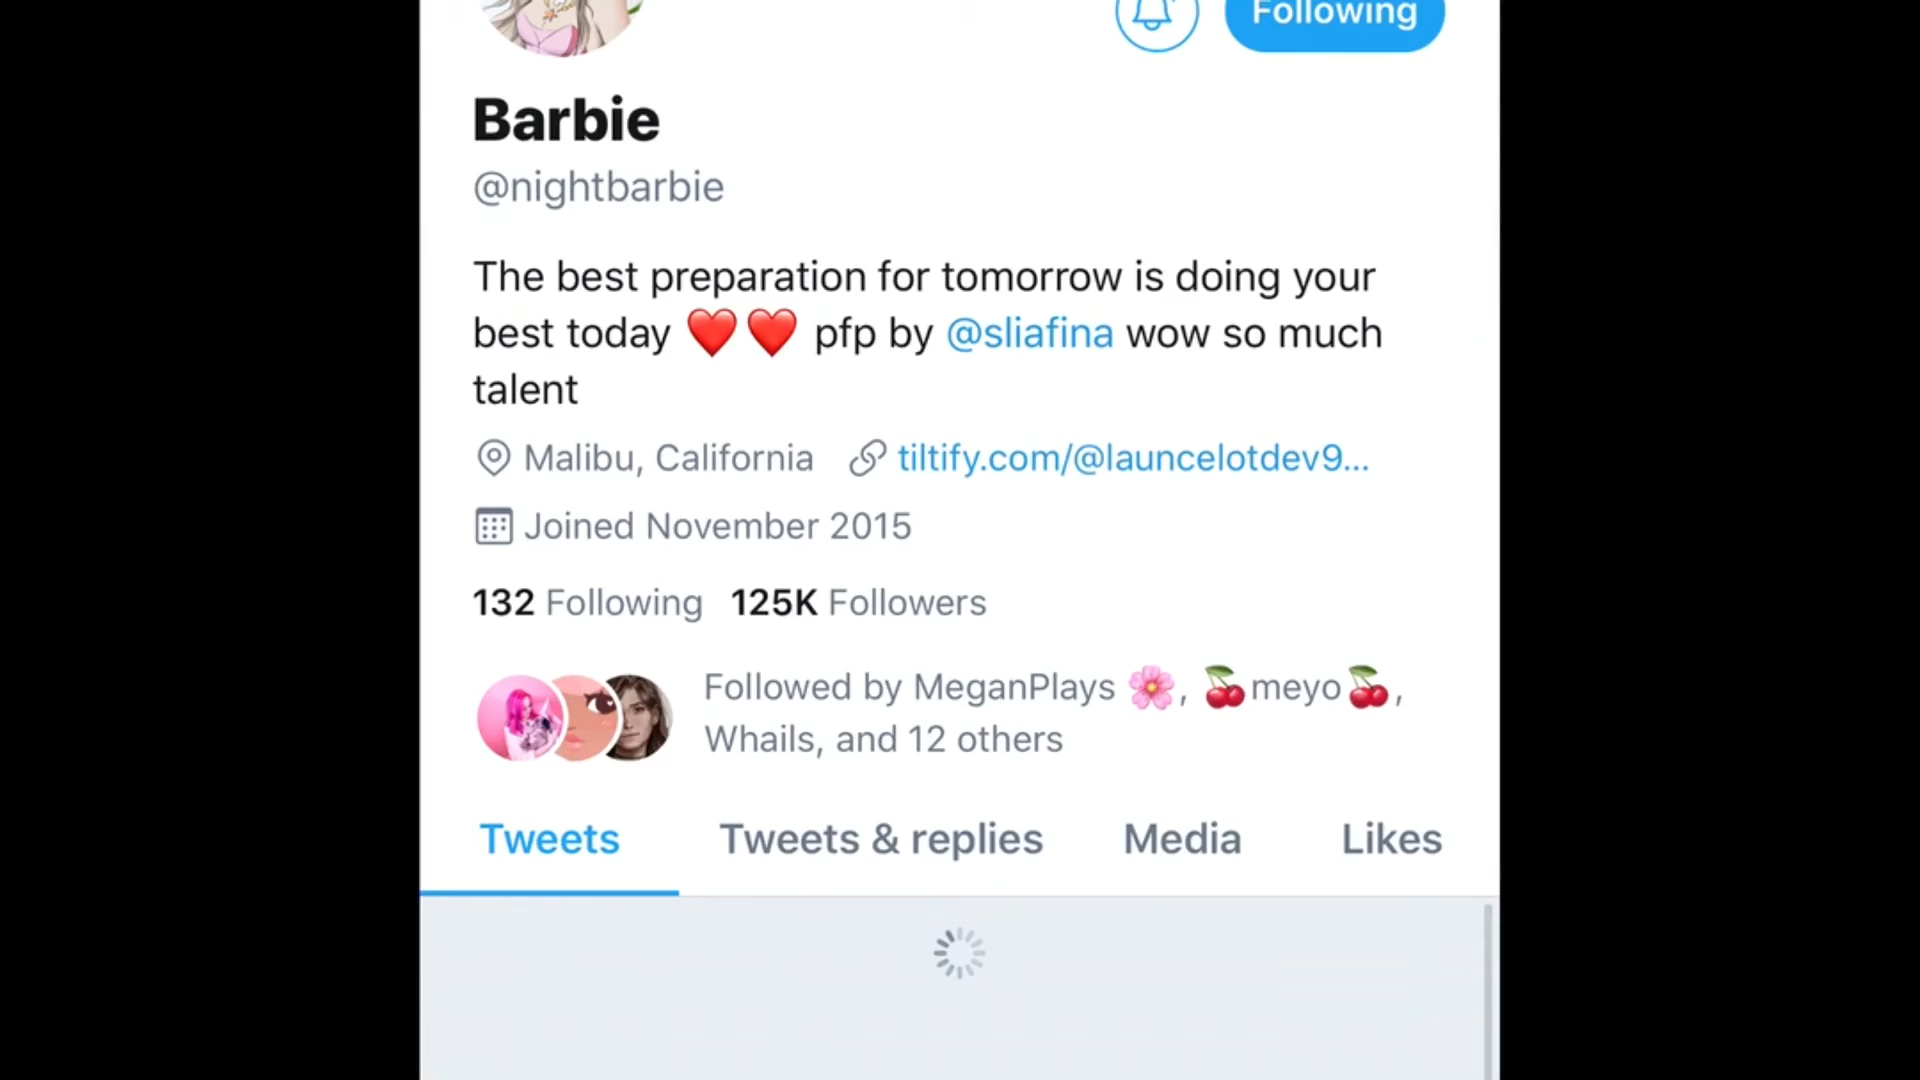 Following
Barbie
@nightbarbie
The best preparation for tomorrow is doing your
best today ❤️❤️ pfp by @sliafina wow so much
talent
Malibu, California tiltify.com/@launcelotdev9...
Joined November 2015
132 Following 125K Followers
Followed by MeganPlays 🌸, 🍒meyo🍒,
Whails, and 12 others
Tweets Tweets & replies Media Likes